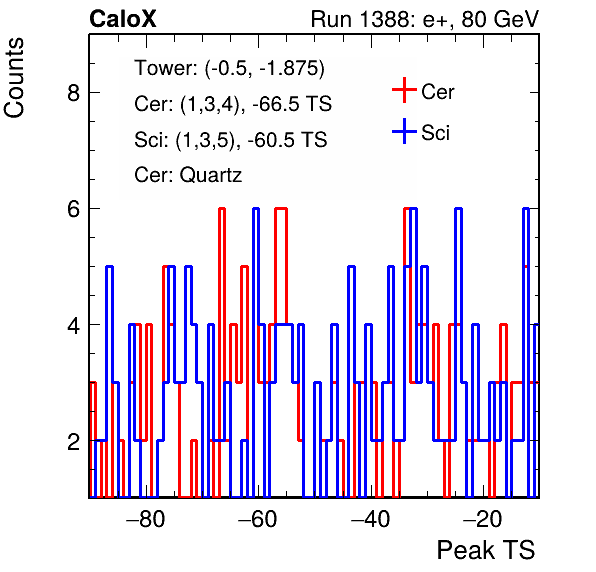 CaloX Run 1388: e+, 80 GeV
Counts
Tower: (-0.5, -1.875)
Cer: (1,3,4), -66.5 TS
Sci: (1,3,5), -60.5 TS
Cer: Quartz
Cer
Sci
8
6
4
2
−80 −60 −40 −20
Peak TS